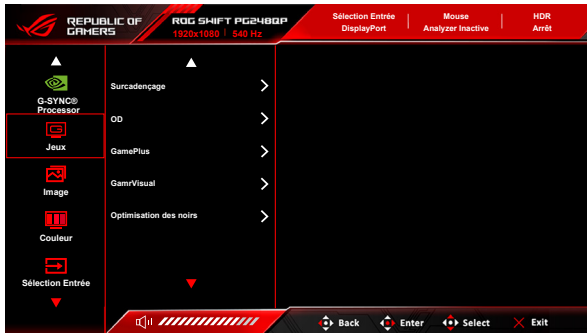 REPUBLIC OF
GAMERS
ROG SWIFT PG248QP
1920x1080 | 540 Hz
Sélection Entrée
DisplayPort
Mouse
Analyzer Inactive
HDR
Arrêt
G-SYNC®
Processor
Jeux
Image
Couleur
Sélection Entrée
Surcadençage
OD
GamePlus
GamrVisual
Optimisation des noirs
Back
Enter
Select
Exit